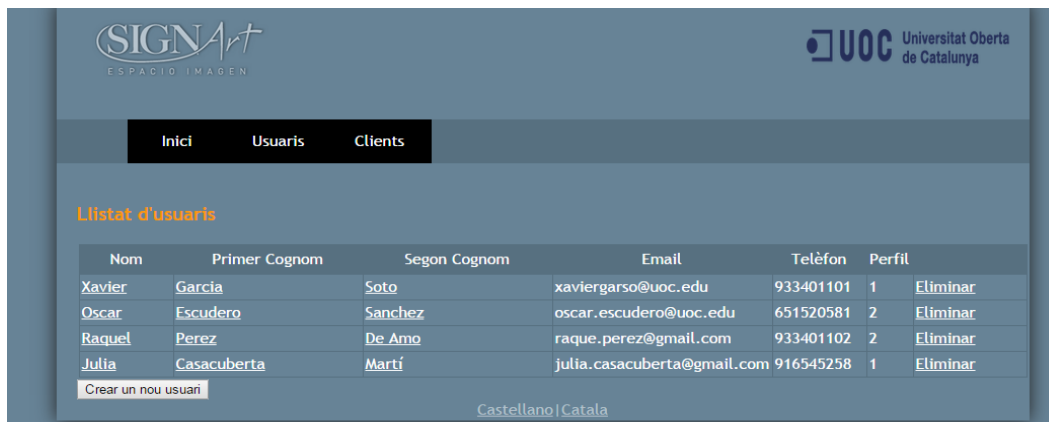 SIGNArt
ESPACIO IMAGEN
UOC Universitat Oberta
de Catalunya
Inici Usuaris Clients
Llistat d'usuaris
Nom Primer Cognom Segon Cognom Email Telèfon Perfil
Xavier Garcia Soto xaviergarso@uoc.edu 933401101 1 Eliminar
Oscar Escudero Sanchez oscar.escudero@uoc.edu 651520581 2 Eliminar
Raquel Perez De Amo raque.perez@gmail.com 933401102 2 Eliminar
Julia Casacuberta Martí julia.casacuberta@gmail.com 916545258 1 Eliminar
Crear un nou usuari
Castellano|Catala